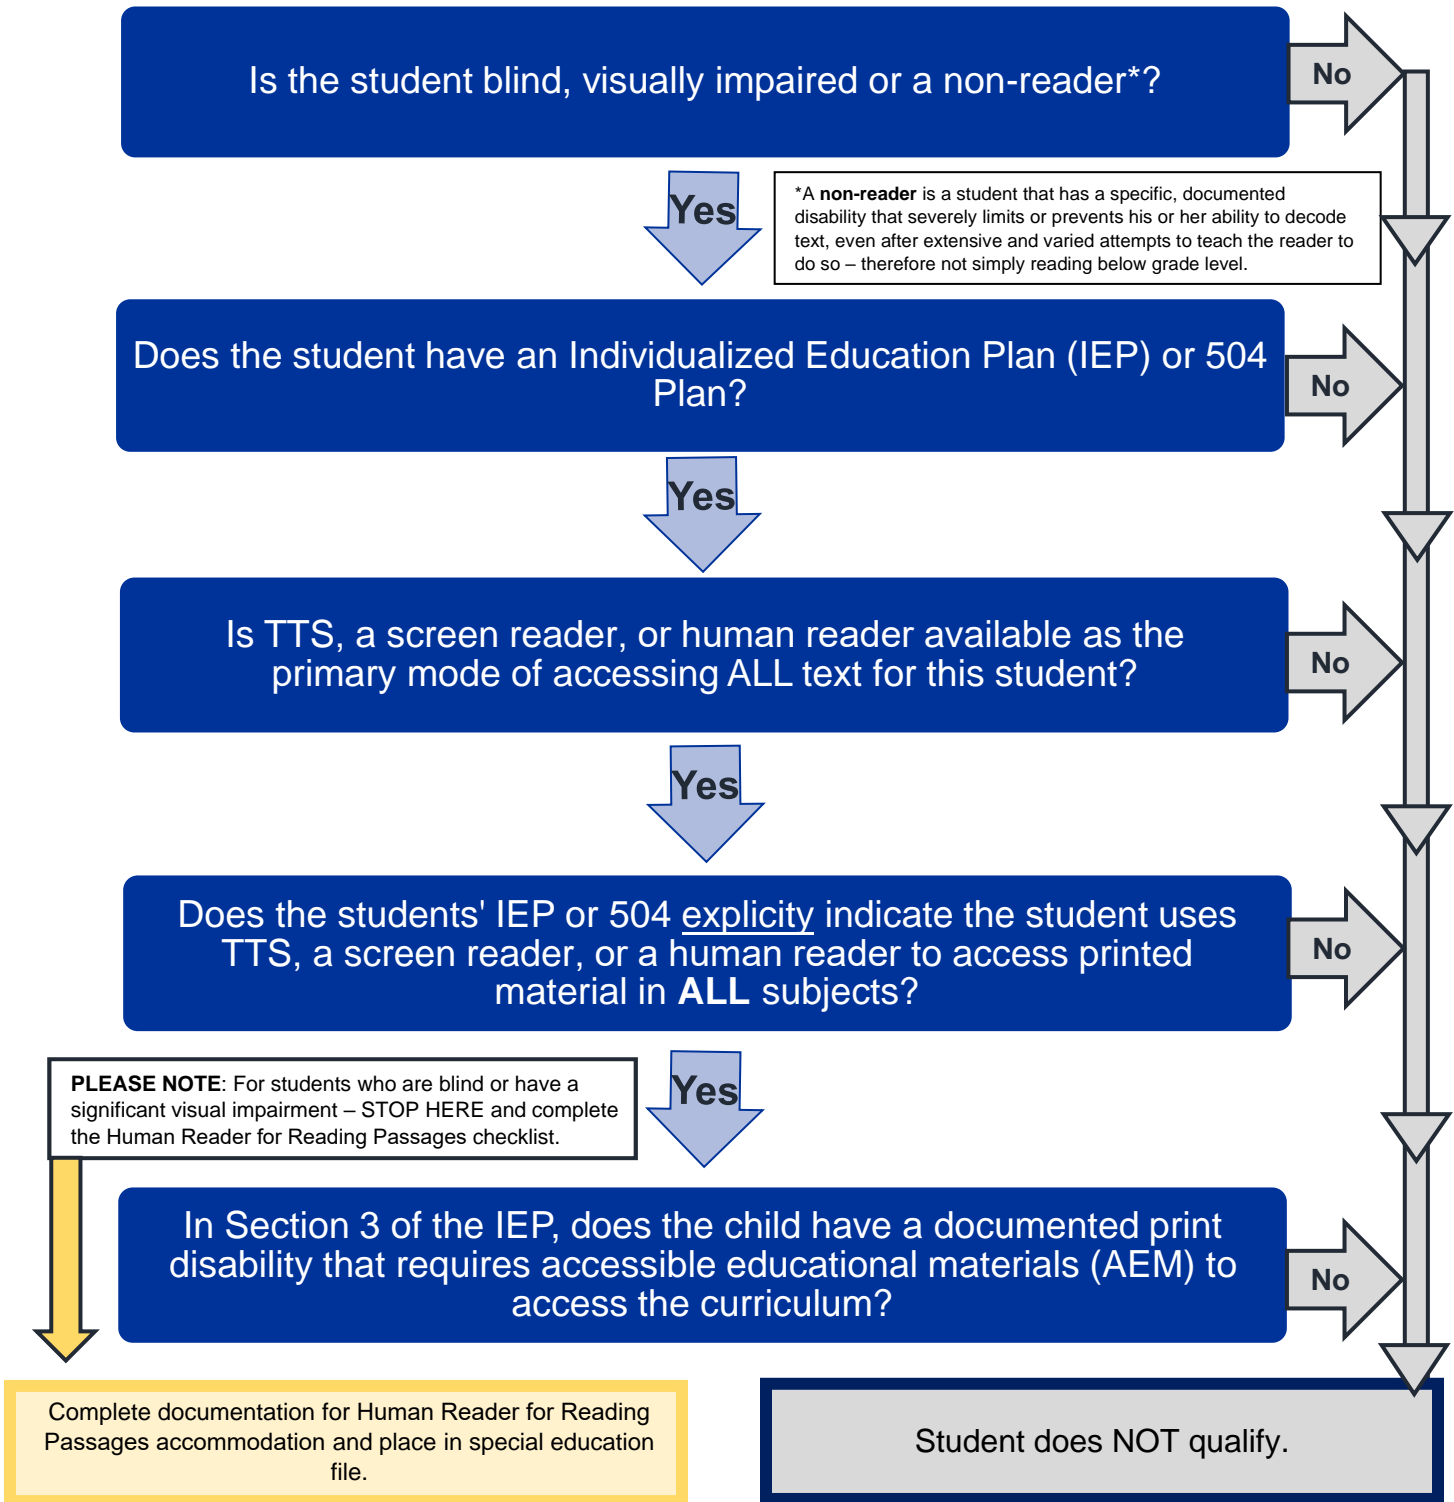 Is the student blind, visually impaired or a non-reader*?
No
Yes
*A non-reader is a student that has a specific, documented
disability that severely limits or prevents his or her ability to decode
text, even after extensive and varied attempts to teach the reader to
do so – therefore not simply reading below grade level.
Does the student have an Individualized Education Plan (IEP) or 504
Plan?
No
Yes
Is TTS, a screen reader, or human reader available as the
primary mode of accessing ALL text for this student?
No
Yes
Does the students' IEP or 504 explicity indicate the student uses
TTS, a screen reader, or a human reader to access printed
material in ALL subjects?
No
PLEASE NOTE: For students who are blind or have a
significant visual impairment – STOP HERE and complete
the Human Reader for Reading Passages checklist.
Yes
In Section 3 of the IEP, does the child have a documented print
disability that requires accessible educational materials (AEM) to
access the curriculum?
No
Complete documentation for Human Reader for Reading
Passages accommodation and place in special education
file.
Student does NOT qualify.